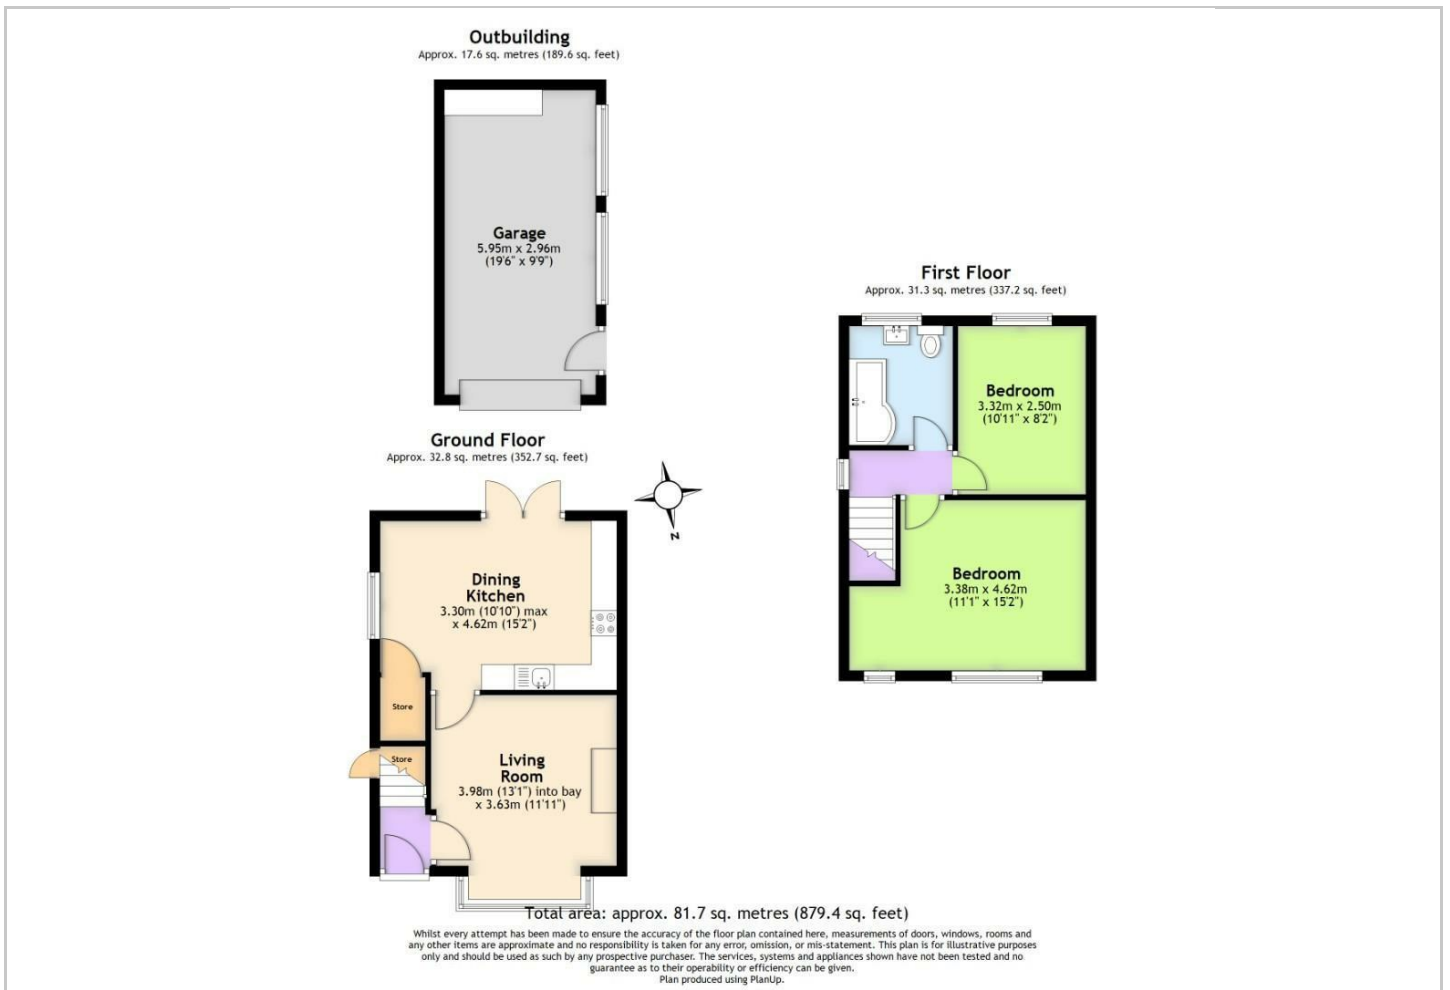 Outbuilding
Approx. 17.6 sq. metres (189.6 sq. feet)
Garage
5.95m x 2.96m
(19'6" x 9'9")
First Floor
Approx. 31.3 sq. metres (337.2 sq. feet)
Bedroom
3.32m x 2.50m
(10'11" x 8'2")
Bedroom
3.38m x 4.62m
(11'1" x 15'2")
Ground Floor
Approx. 32.8 sq. metres (352.7 sq. feet)
N
Dining
Kitchen
3.30m (10'10") max
x 4.62m (15'2")
Store
Store
Living
Room
3.98m (13'1") into bay
x 3.63m (11'11")
Total area: approx. 81.7 sq. metres (879.4 sq. feet)
Whilst every attempt has been made to ensure the accuracy of the floor plan contained here, measurements of doors, windows, rooms and
any other items are approximate and no responsibility is taken for any error, omission, or mis-statement. This plan is for illustrative purposes
only and should be used as such by any prospective purchaser. The services, systems and appliances shown have not been tested and no
guarantee as to their operability or efficiency can be given.
Plan produced using PlanUp.